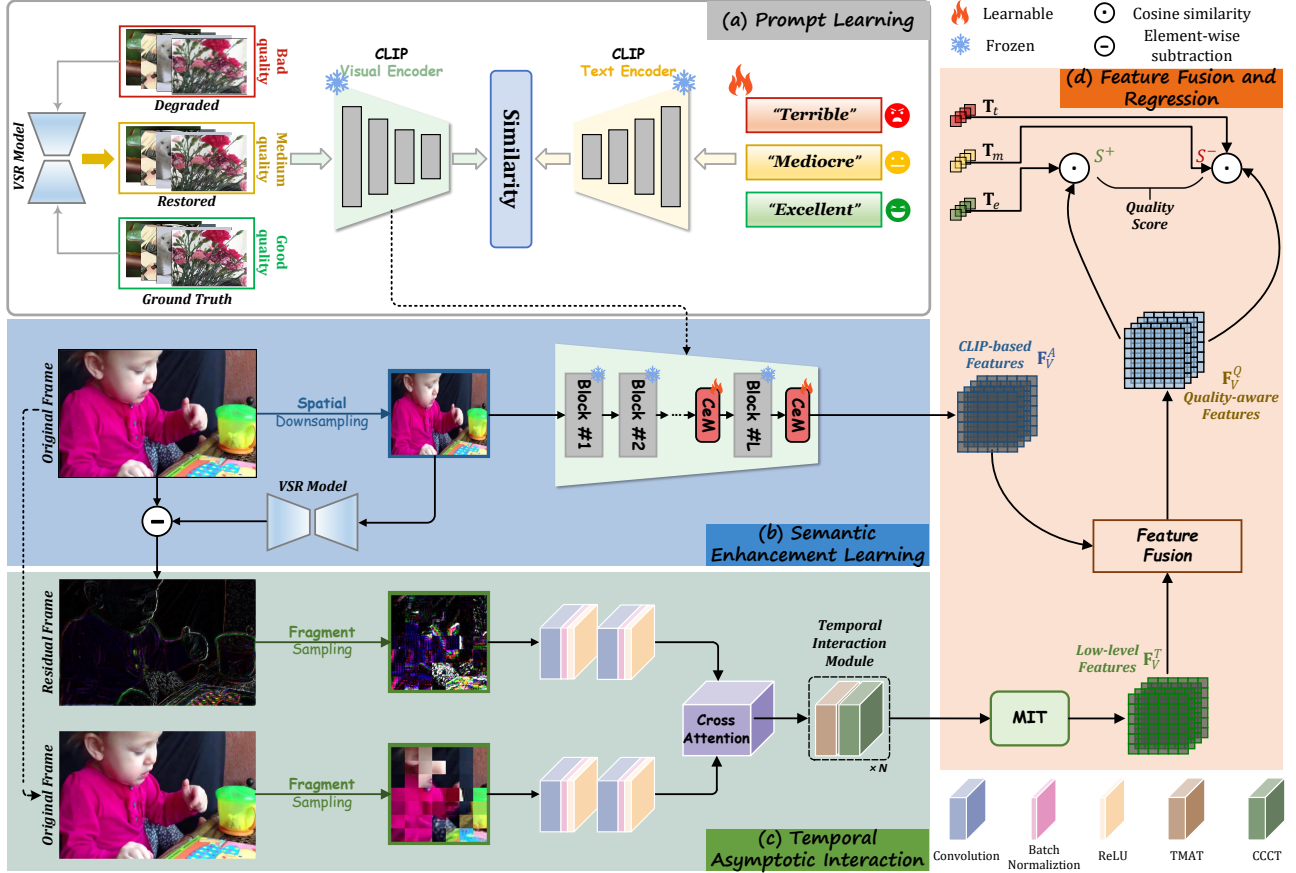 (a) Prompt Learning
Learnable
Frozen
Cosine similarity
Element-wise
subtraction
VSR Model
Bad
quality
Degraded
Medium
quality
Restored
Good
quality
Ground Truth
CLIP
Visual Encoder
Similarity
CLIP
Text Encoder
“Terrible”
“Mediocre”
“Excellent”
(d) Feature Fusion and
Regression
T_t
T_m
T_e
S^+
S^-
Quality
Score
CLIP-based
Features F_V^A
F_V^Q
Quality-aware
Features
Feature
Fusion
Low-level
Features F_V^T
MIT
Original Frame
Spatial
Downsampling
Block #1
Block #2
...
CeM
Block #L
CeM
VSR Model
(b) Semantic
Enhancement Learning
Residual Frame
Fragment
Sampling
Original Frame
Fragment
Sampling
Cross
Attention
Temporal
Interaction
Module
× N
(c) Temporal
Asymptotic Interaction
Convolution
Batch
Normaliztion
ReLU
TMAT
CCCT